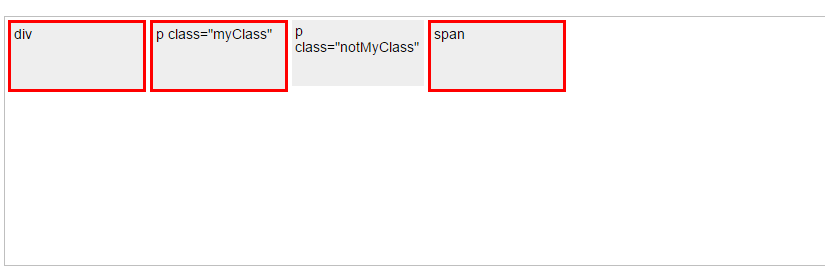 div
p class="myClass"
p
class="notMyClass"
span